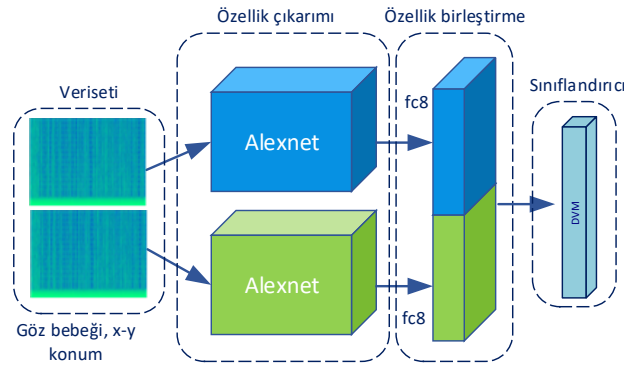 Özellik çıkarımı
Özellik birleştirme
Veriseti
Sınıflandırıcı
fc8
Alexnet
DVM
Alexnet
fc8
Göz bebeği, x-y
konum